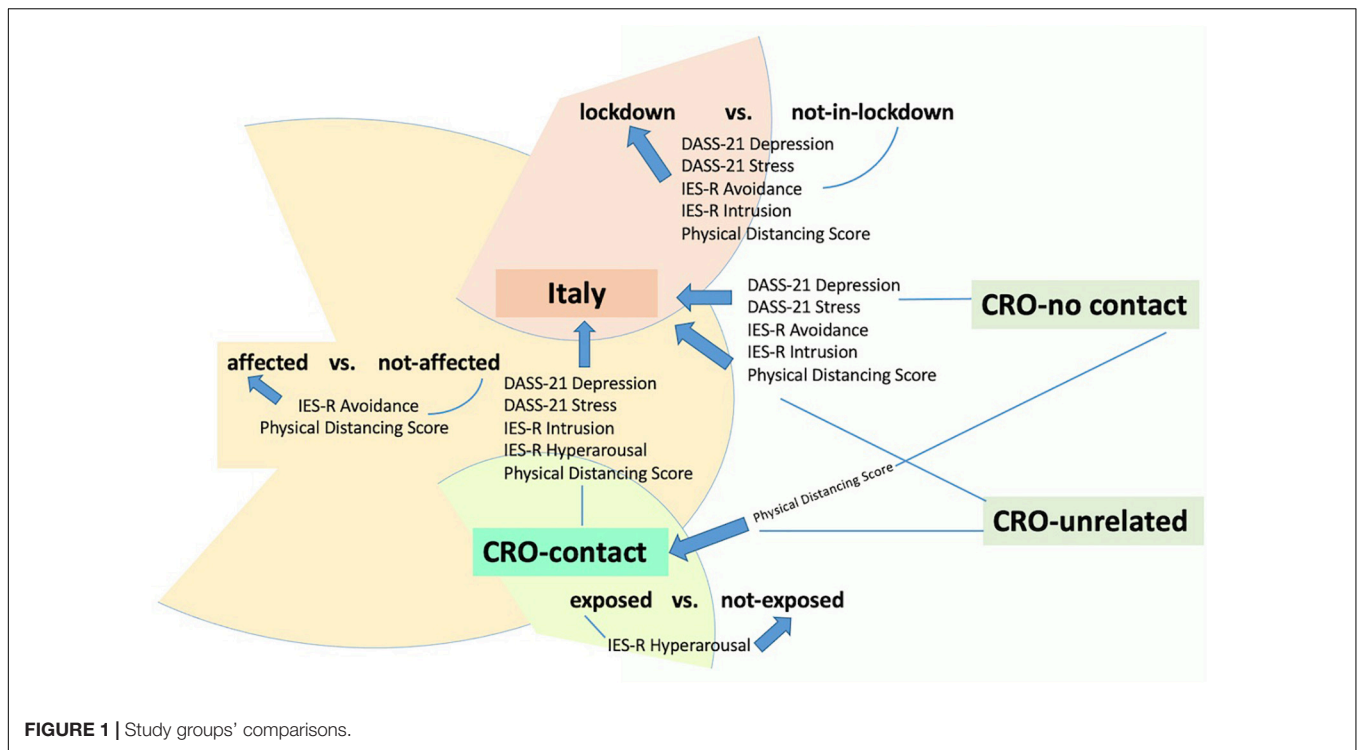 lockdown vs. not-in-lockdown
DASS-21 Depression
DASS-21 Stress
IES-R Avoidance
IES-R Intrusion
Physical Distancing Score
Italy
DASS-21 Depression
DASS-21 Stress
IES-R Avoidance
IES-R Intrusion
Physical Distancing Score
CRO-no contact
affected vs. not-affected
IES-R Avoidance
Physical Distancing Score
DASS-21 Depression
DASS-21 Stress
IES-R Intrusion
IES-R Hyperarousal
Physical Distancing Score
Physical Distancing Score
CRO-unrelated
CRO-contact
exposed vs. not-exposed
IES-R Hyperarousal
FIGURE 1 | Study groups' comparisons.